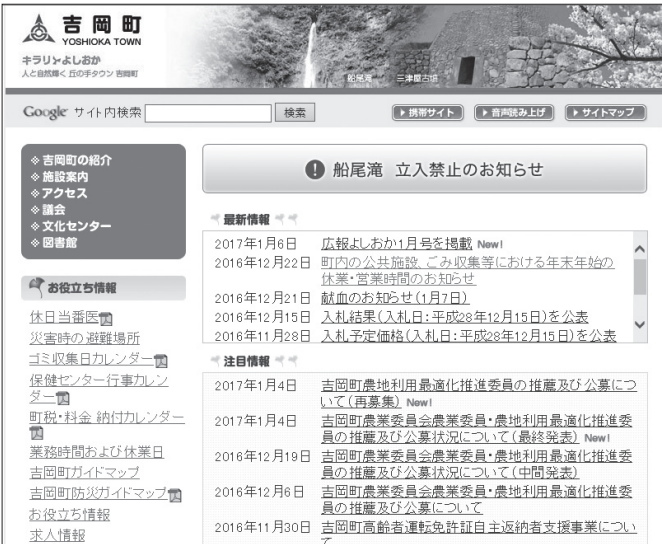 吉岡町
YOSHIOKA TOWN
キラリンよしおか
人と自然輝く 丘の手タウン 吉岡町
船尾滝
三津屋古墳
Google サイト内検索
検索
携帯サイト
音声読み上げ
サイトマップ
吉岡町の紹介
施設案内
アクセス
議会
文化センター
図書館
お役立ち情報
休日当番医
災害時の避難場所
ゴミ収集日カレンダー
保健センター行事カレン
ダー
町税・料金 納付カレンダー
業務時間および休業日
吉岡町ガイドマップ
吉岡町防災ガイドマップ
お役立ち情報
求人情報
船尾滝 立入禁止のお知らせ
最新情報
2017年1月6日 広報よしおか1月号を掲載 New!
2016年12月22日 町内の公共施設、ごみ収集等における年末年始の
休業・営業時間のお知らせ
2016年12月21日 献血のお知らせ(1月7日)
2016年12月15日 入札結果(入札日:平成28年12月15日)を公表
2016年11月28日 入札予定価格(入札日:平成28年12月15日)を公表
注目情報
2017年1月4日 吉岡町農地利用最適化推進委員の推薦及び公募につ
いて(再募集) New!
2017年1月4日 吉岡町農業委員会農業委員・農地利用最適化推進委
員の推薦及び公募状況について(最終発表) New!
2016年12月19日 吉岡町農業委員会農業委員・農地利用最適化推進委
員の推薦及び公募状況について(中間発表)
2016年12月6日 吉岡町農業委員会農業委員・農地利用最適化推進委
員の推薦及び公募について
2016年11月30日 吉岡町高齢者運転免許証自主返納者支援事業につい
て